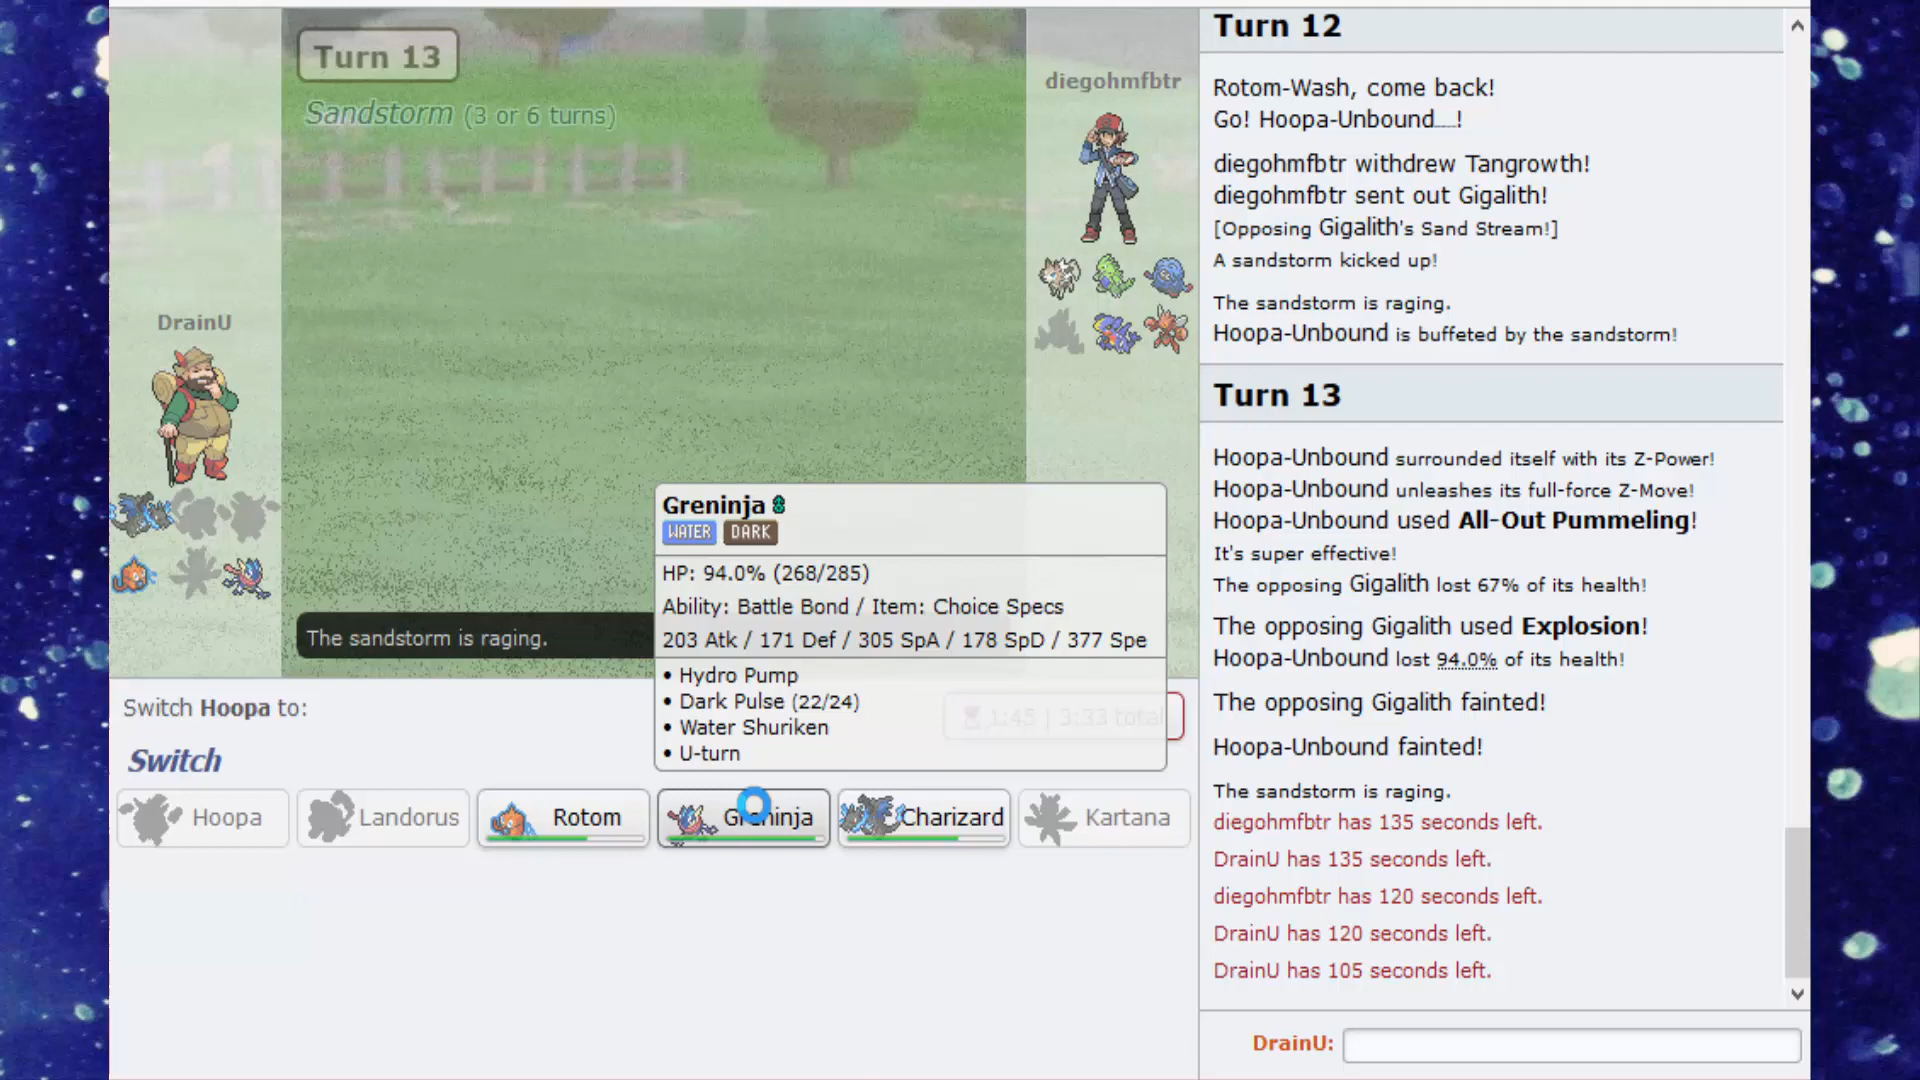 Turn 13
Sandstorm (3 or 6 turns)
diegohmfbtr
DrainU
The sandstorm is raging.
Greninja
WATER DARK
HP: 94.0% (268/285)
Ability: Battle Bond / Item: Choice Specs
203 Atk / 171 Def / 305 SpA / 178 SpD / 377 Spe
• Hydro Pump
• Dark Pulse (22/24)
• Water Shuriken
• U-turn
1:45 | 3:33 total
Switch Hoopa to:
Switch
Hoopa
Landorus
Rotom
Greninja
Charizard
Kartana
Turn 12
Rotom-Wash, come back!
Go! Hoopa-Unbound!
diegohmfbtr withdrew Tangrowth!
diegohmfbtr sent out Gigalith!
[Opposing Gigalith's Sand Stream!]
A sandstorm kicked up!
The sandstorm is raging.
Hoopa-Unbound is buffeted by the sandstorm!
Turn 13
Hoopa-Unbound surrounded itself with its Z-Power!
Hoopa-Unbound unleashes its full-force Z-Move!
Hoopa-Unbound used All-Out Pummeling!
It's super effective!
The opposing Gigalith lost 67% of its health!
The opposing Gigalith used Explosion!
Hoopa-Unbound lost 94.0% of its health!
The opposing Gigalith fainted!
Hoopa-Unbound fainted!
The sandstorm is raging.
diegohmfbtr has 135 seconds left.
DrainU has 135 seconds left.
diegohmfbtr has 120 seconds left.
DrainU has 120 seconds left.
DrainU has 105 seconds left.
DrainU: